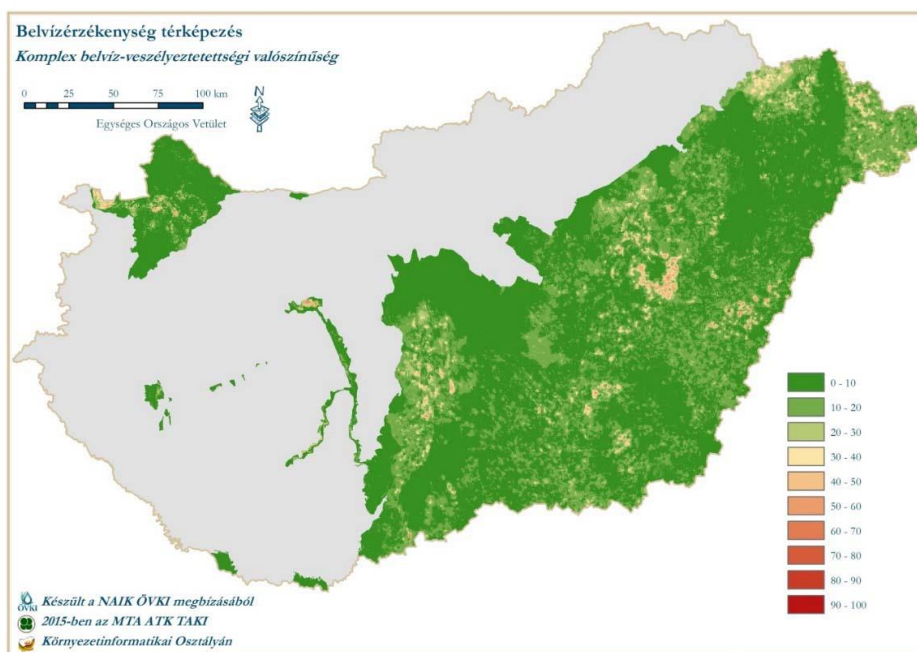 Belvízérzékenység térképezés
Komplex belvíz-veszélyeztetettségi valószínűség
0 25 50 75 100 km
N
Egységes Országos Vetület
0 - 10
10 - 20
20 - 30
30 - 40
40 - 50
50 - 60
60 - 70
70 - 80
80 - 90
90 - 100
ÖVKI Készült a NAIK ÖVKI megbízásából
2015-ben az MTA ATK TAKI
Környezetinformatikai Osztályán